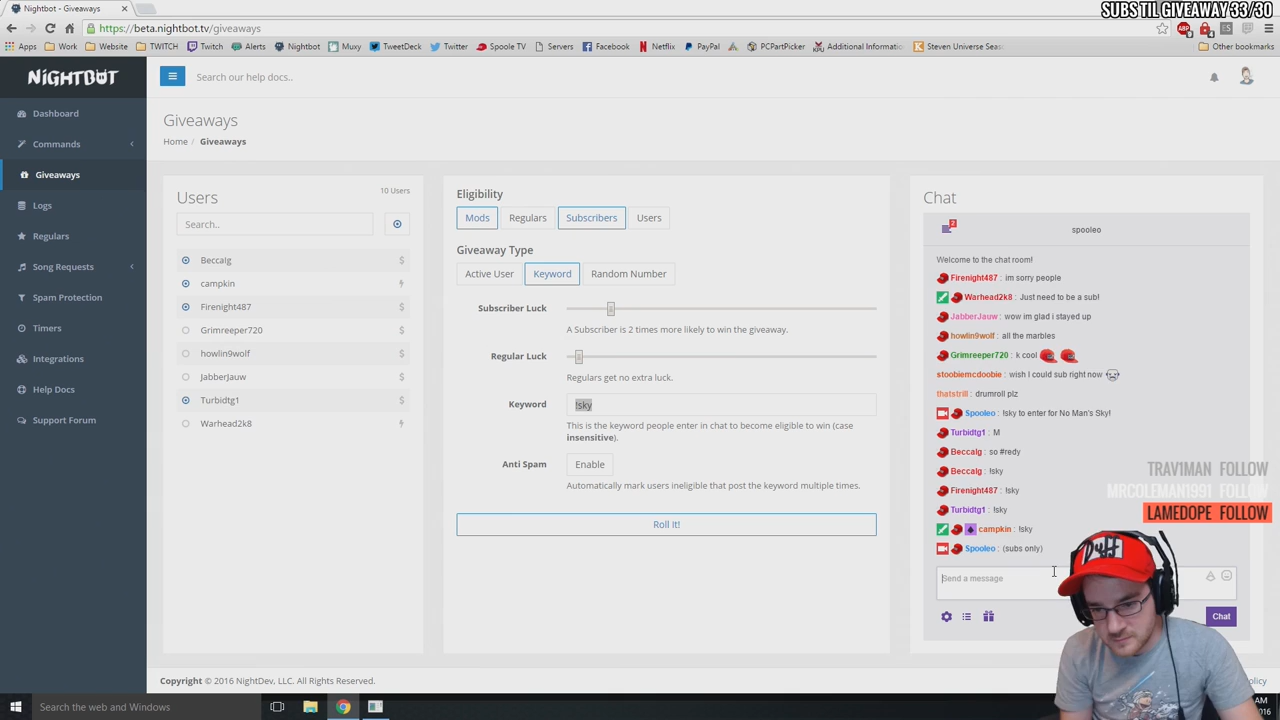 Nightbot - Giveaways
SUBS TIL GIVEAWAY 33/30
https://beta.nightbot.tv/giveaways
Apps
Work
TWITCH
Twitch
Alerts
Nightbot
Muxy
TweetDeck
Twitter
Spoole TV
Servers
Facebook
Netflix
PayPal
PCPartPicker
Additional Informatio
Steven Universe Seas
Other bookmarks
NIGHTBOT
Search our help docs..
Dashboard
Commands
Giveaways
Logs
Regulars
Song Requests
Spam Protection
Timers
Integrations
Help Docs
Support Forum
Giveaways
Home / Giveaways
Users
10 Users
Search..
Beccalg
campkin
Firenight487
Grimreeper720
howlin9wolf
JabberJauw
Turbidtg1
Warhead2k8
Eligibility
Mods
Regulars
Subscribers
Users
Giveaway Type
Active User
Keyword
Random Number
Subscriber Luck
A Subscriber is 2 times more likely to win the giveaway.
Regular Luck
Regulars get no extra luck.
Keyword
!sky
This is the keyword people enter in chat to become eligible to win (case
insensitive).
Anti Spam
Enable
Automatically mark users ineligible that post the keyword multiple times.
Roll It!
Chat
2
spooleo
Welcome to the chat room!
Firenight487 : im sorry people
Warhead2k8 : Just need to be a sub!
JabberJauw : wow im glad i stayed up
howlin9wolf : all the marbles
Grimreeper720 : k cool
stoobiemcdoobie : wish I could sub right now
thatstrill : drumroll plz
Spooleo : !sky to enter for No Man's Sky!
Turbidtg1 : M
Beccalg : so #redy
Beccalg : !sky
Firenight487 : !sky
Turbidtg1 : !sky
campkin : !sky
Spooleo : (subs only)
TRAVIMAN FOLLOW
MRCOLEMAN1991 FOLLOW
LAMEDOPE FOLLOW
Send a message
Chat
Copyright © 2016 NightDev, LLC. All Rights Reserved.
Search the web and Windows